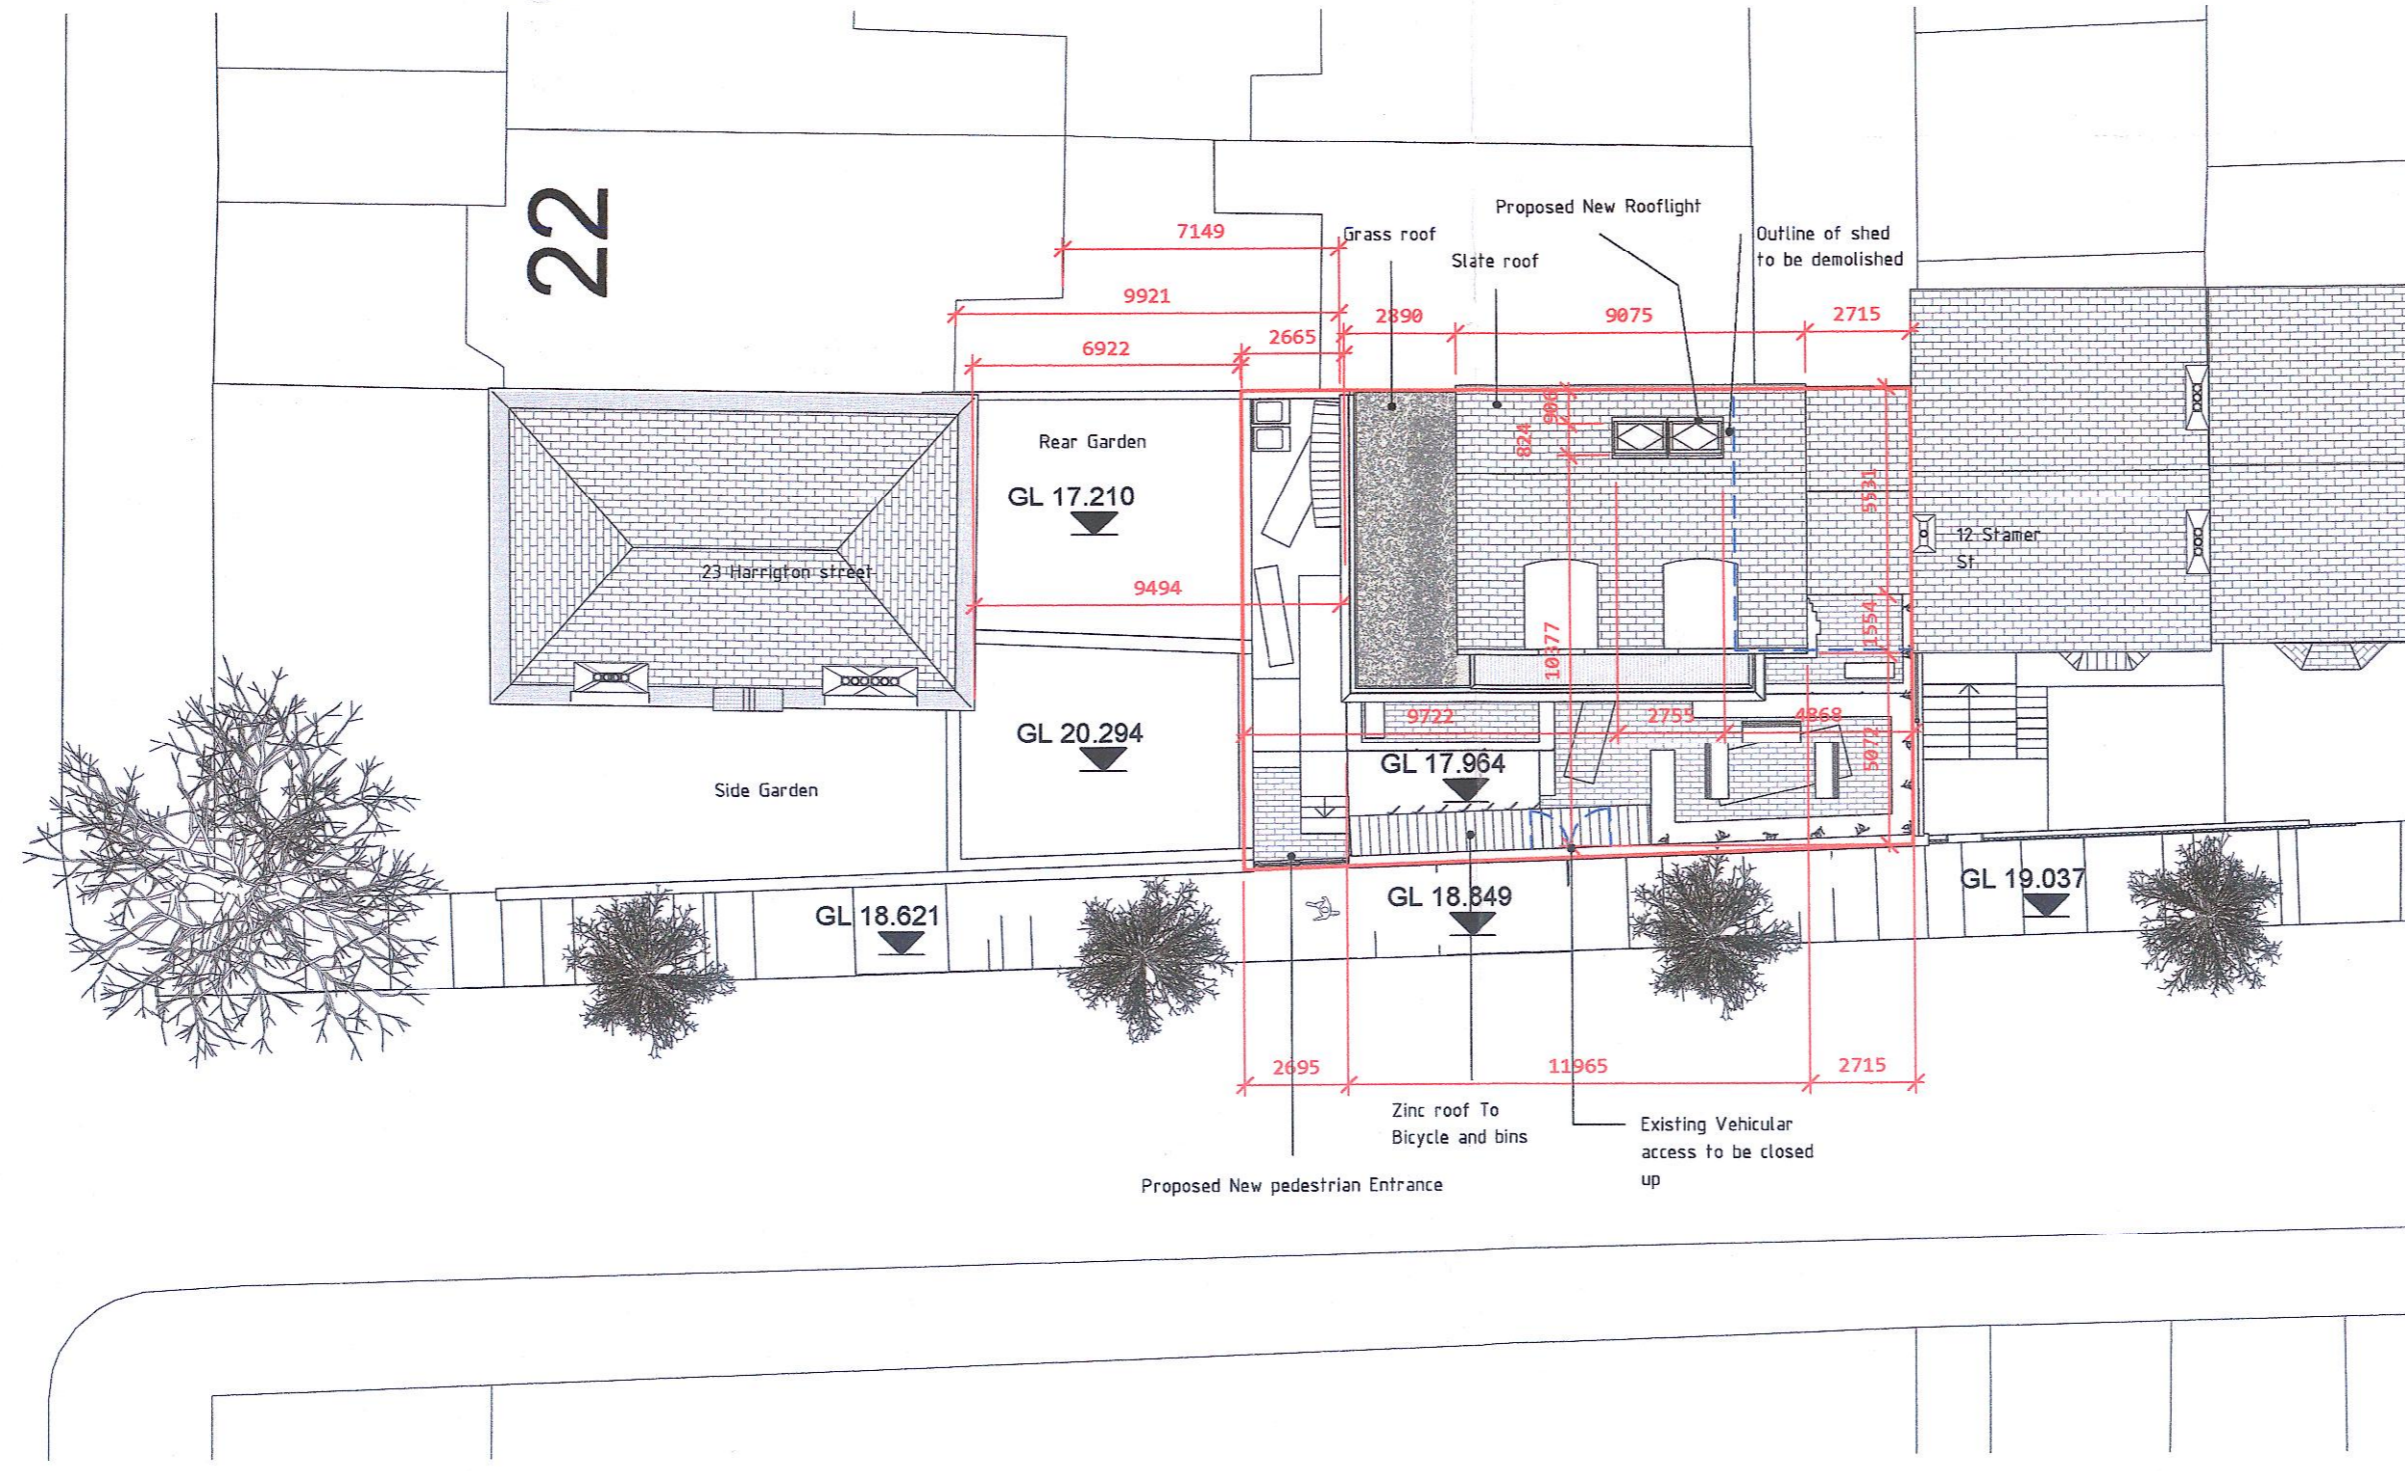 22
Proposed New Rooflight
7149
Grass roof
Outline of shed
to be demolished
Slate roof
9921
2890
9075
2715
2665
6922
906
824
Rear Garden
GL 17.210
5531
12 Stamer
St
23 Harrigton street
9494
1554
10377
9722
2755
4868
5072
GL 20.294
GL 17.964
Side Garden
GL 18.621
GL 18.849
GL 19.037
2695
11965
2715
Zinc roof To
Bicycle and bins
Existing Vehicular
access to be closed
up
Proposed New pedestrian Entrance